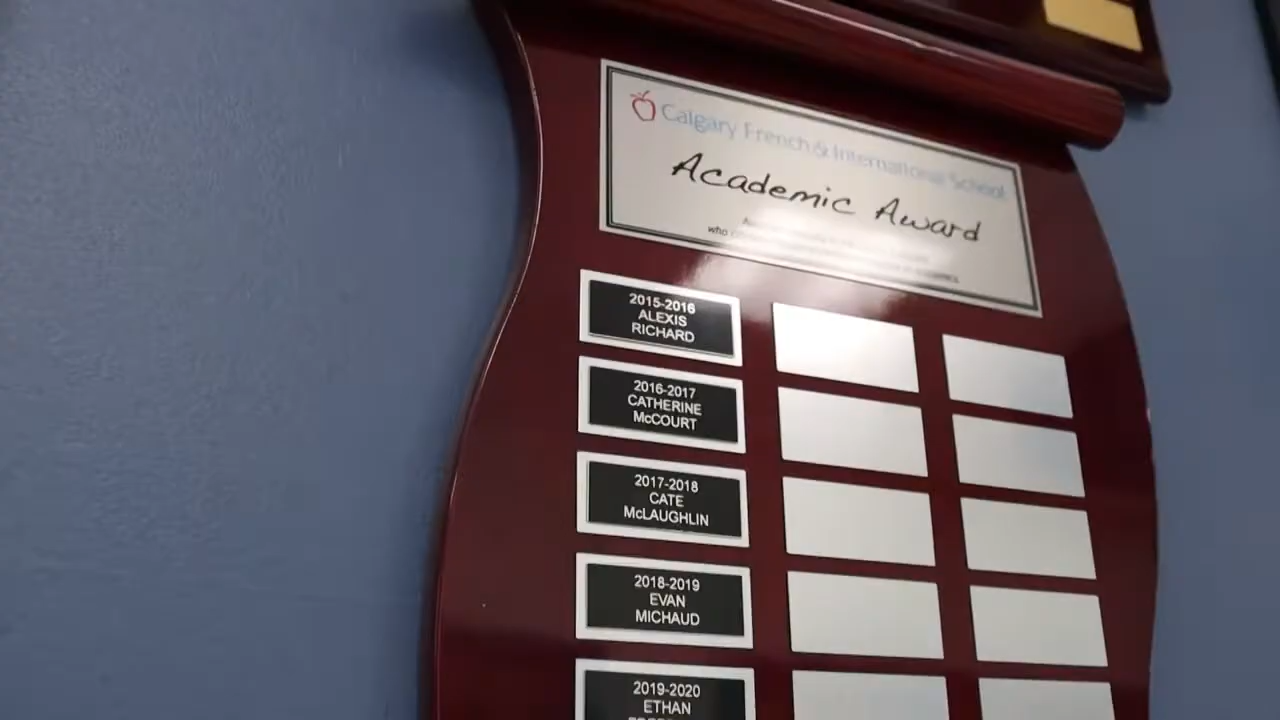 Calgary French & International School
Academic Award
who
2015-2016
ALEXIS
RICHARD
2016-2017
CATHERINE
McCOURT
2017-2018
CATE
McLAUGHLIN
2018-2019
EVAN
MICHAUD
2019-2020
ETHAN